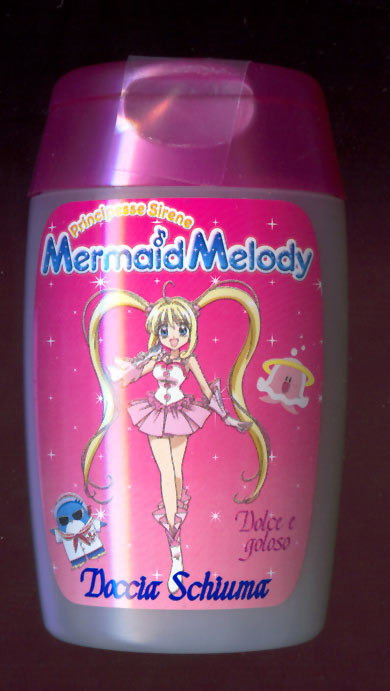 Principesse Sirene
Mermaid Melody
Dolce e
goloso
Doccia Schiuma